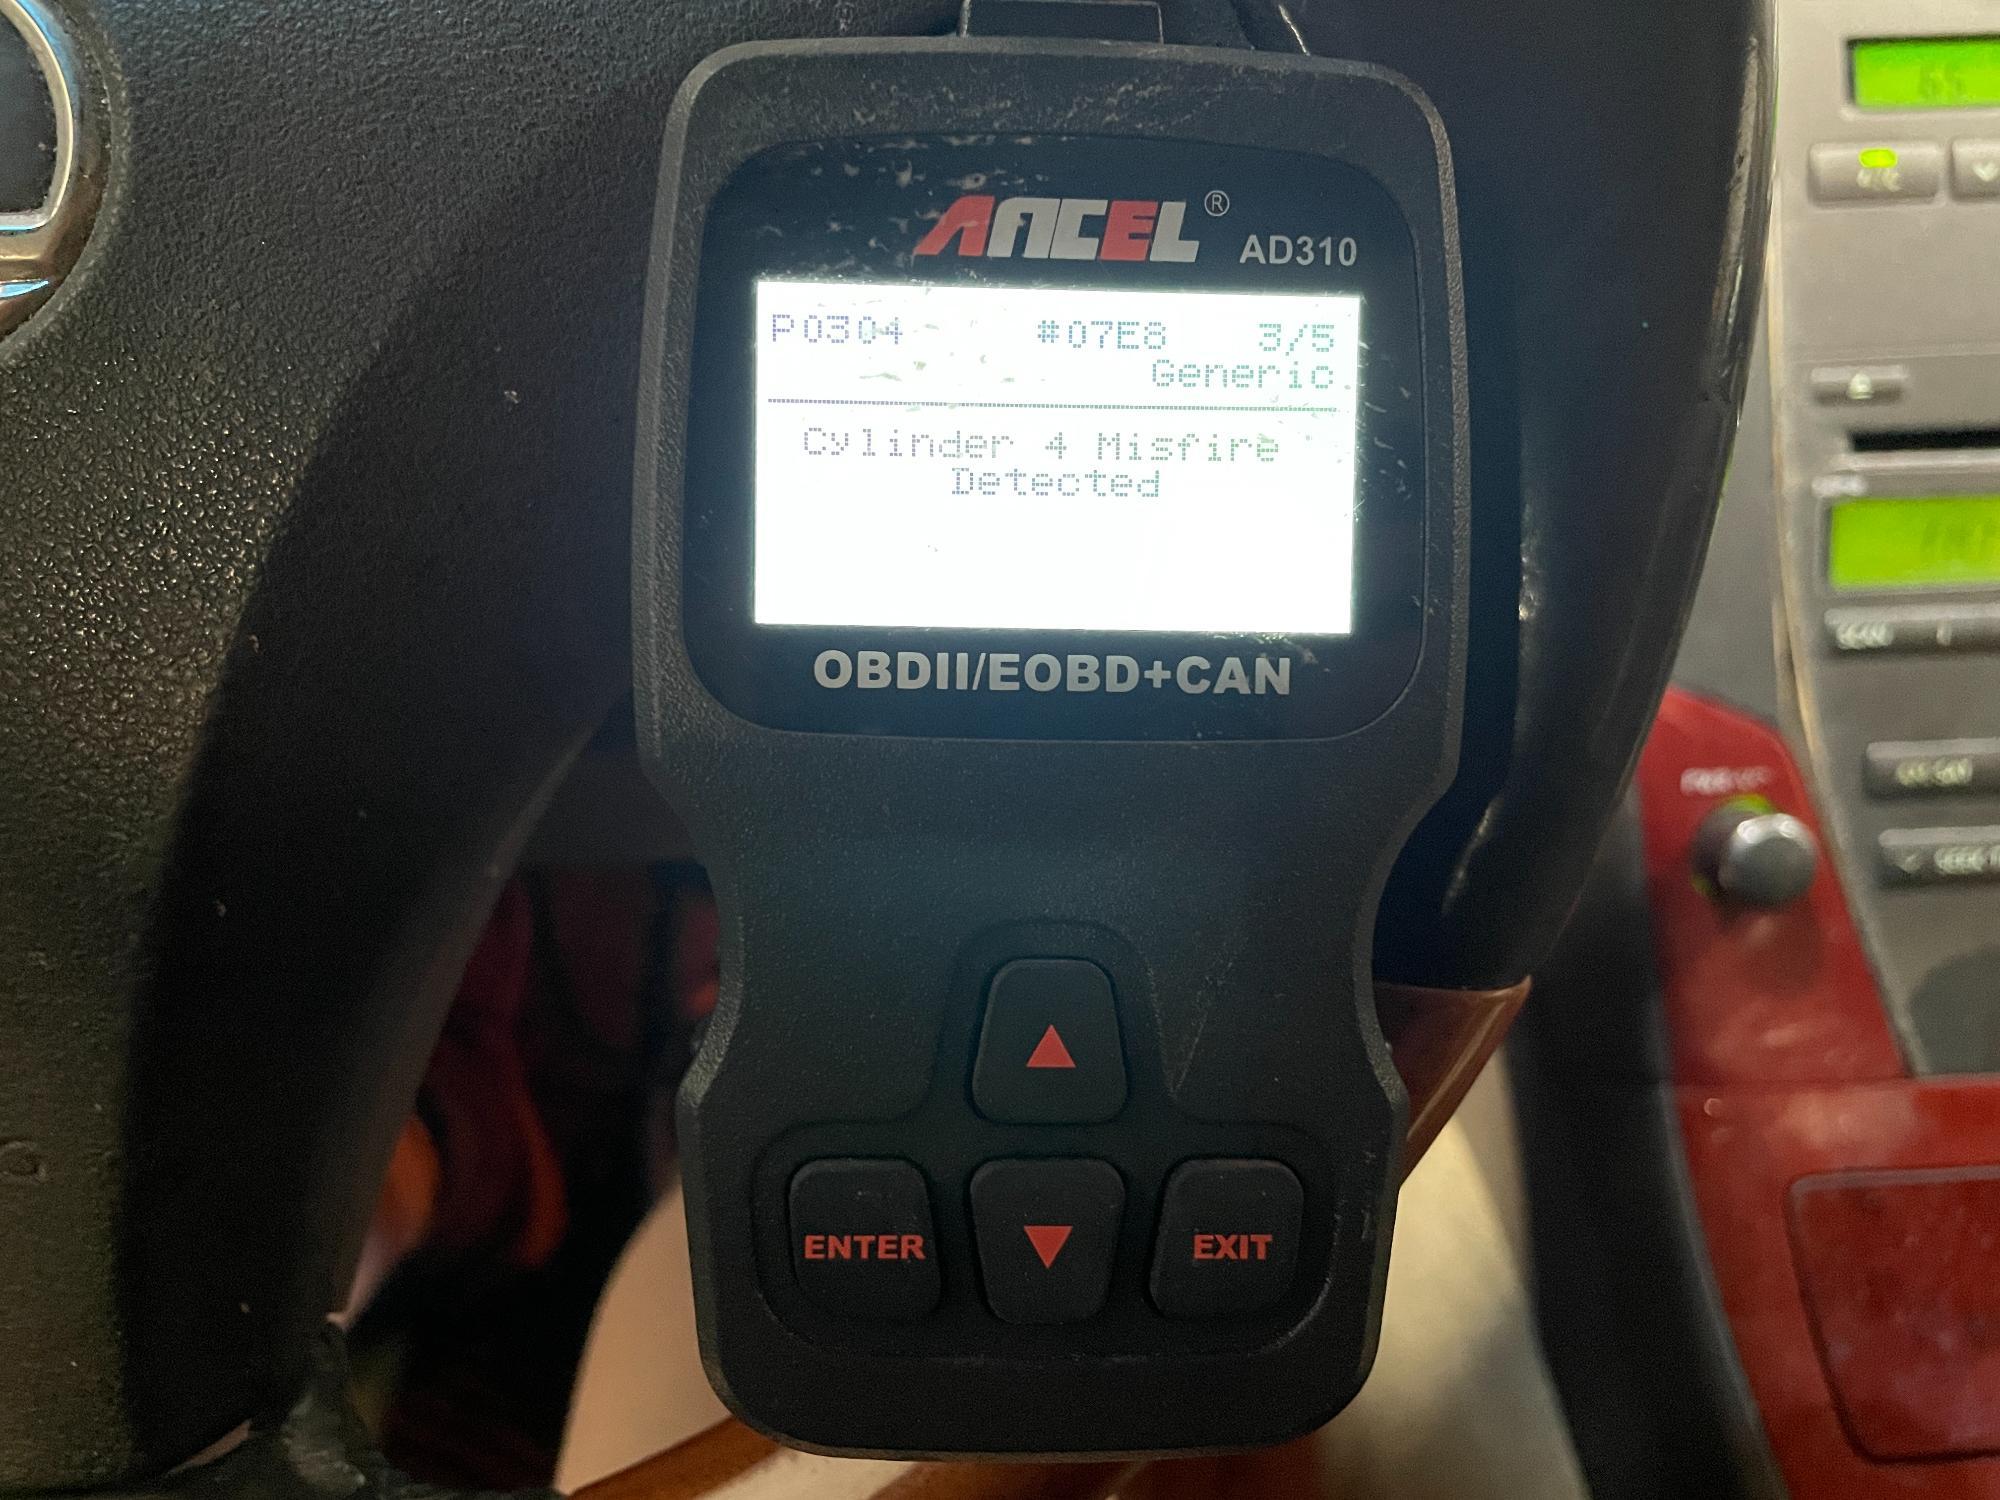 ANCEL® AD310
P0304 #07E8 3/5
Generic
Cylinder 4 Misfire
Detected
OBDII/EOBD+CAN
▲
ENTER ▼ EXIT